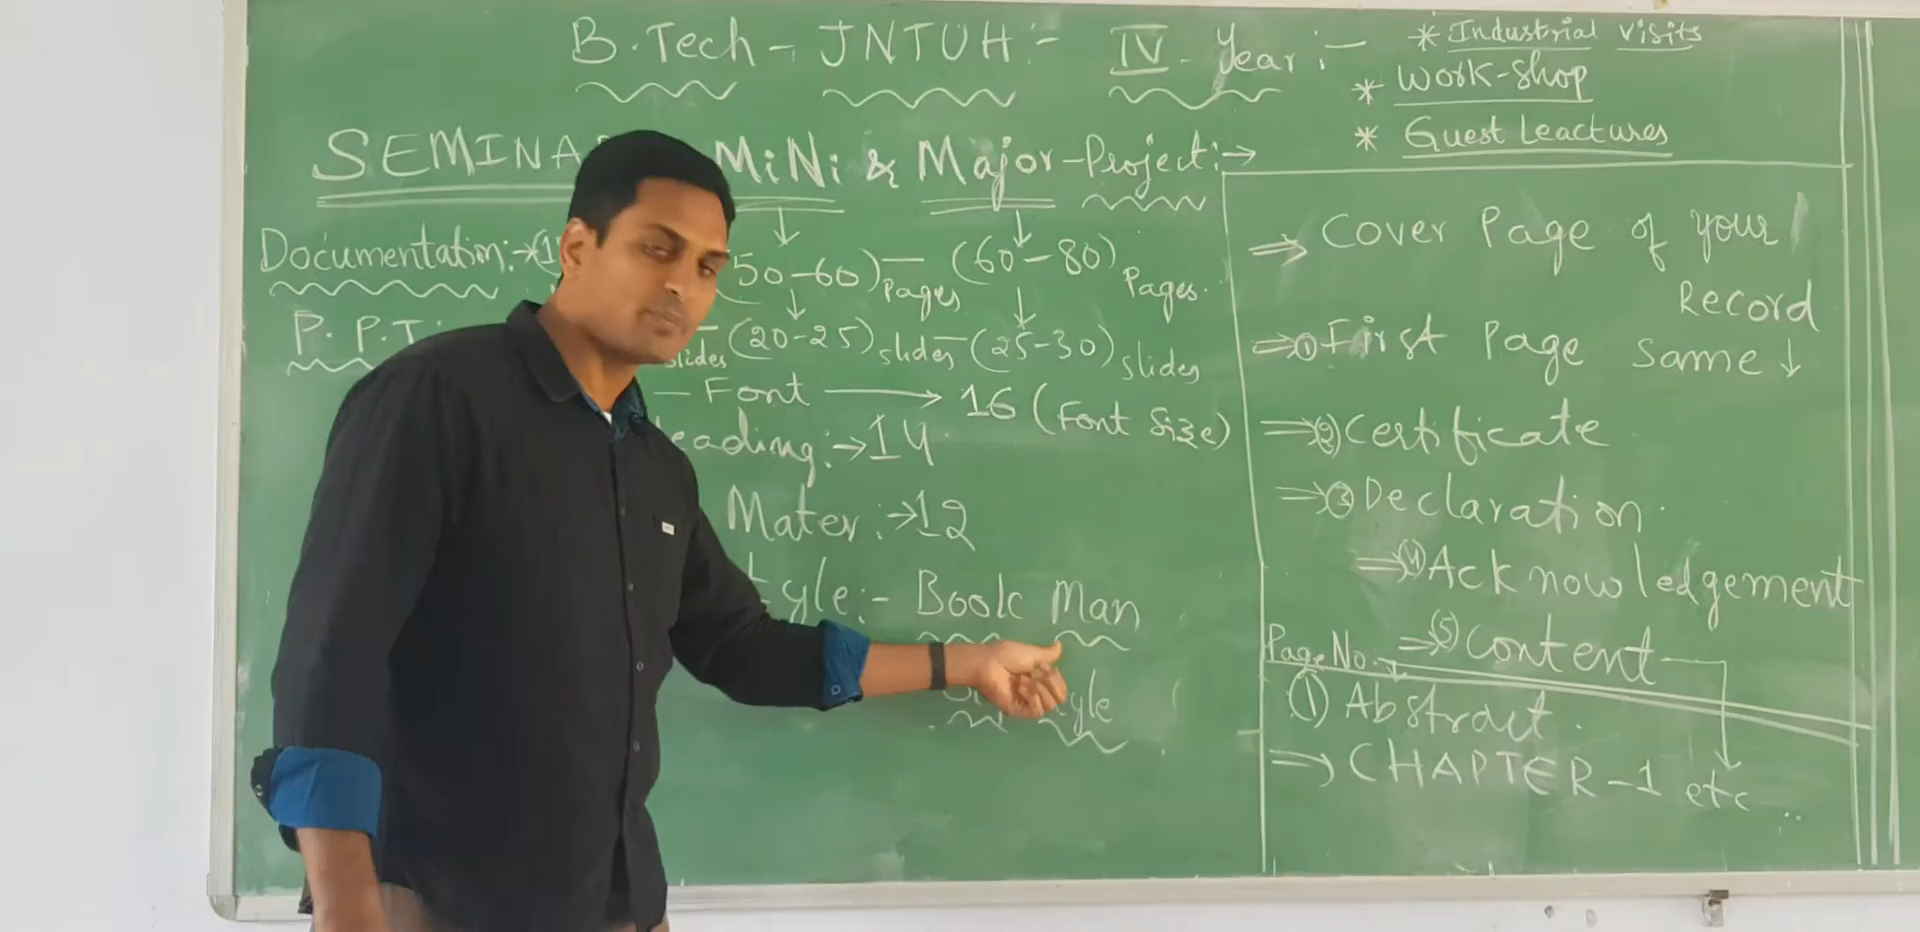 B.Tech - JNTUH:- IV - Year:-
* Industrial visits
* Work-shop
* Guest Leactures
SEMINA MiNi & Major - Project:→
Documentation:→(1 50-60) Pages — (60-80) Pages.
P.P.T: slides (20-25) slides — (25-30) slides
— Font → 16 (Font Size)
eading:→14
Mater:→12
tyle:- Book Man
yle
⇒ Cover Page of your Record
⇒① First Page Same ↓
⇒② Certificate
⇒③ Declaration.
⇒④ Acknowledgement
Page No. ⇒⑤ Content
① Abstract.
⇒ CHAPTER-1 etc..